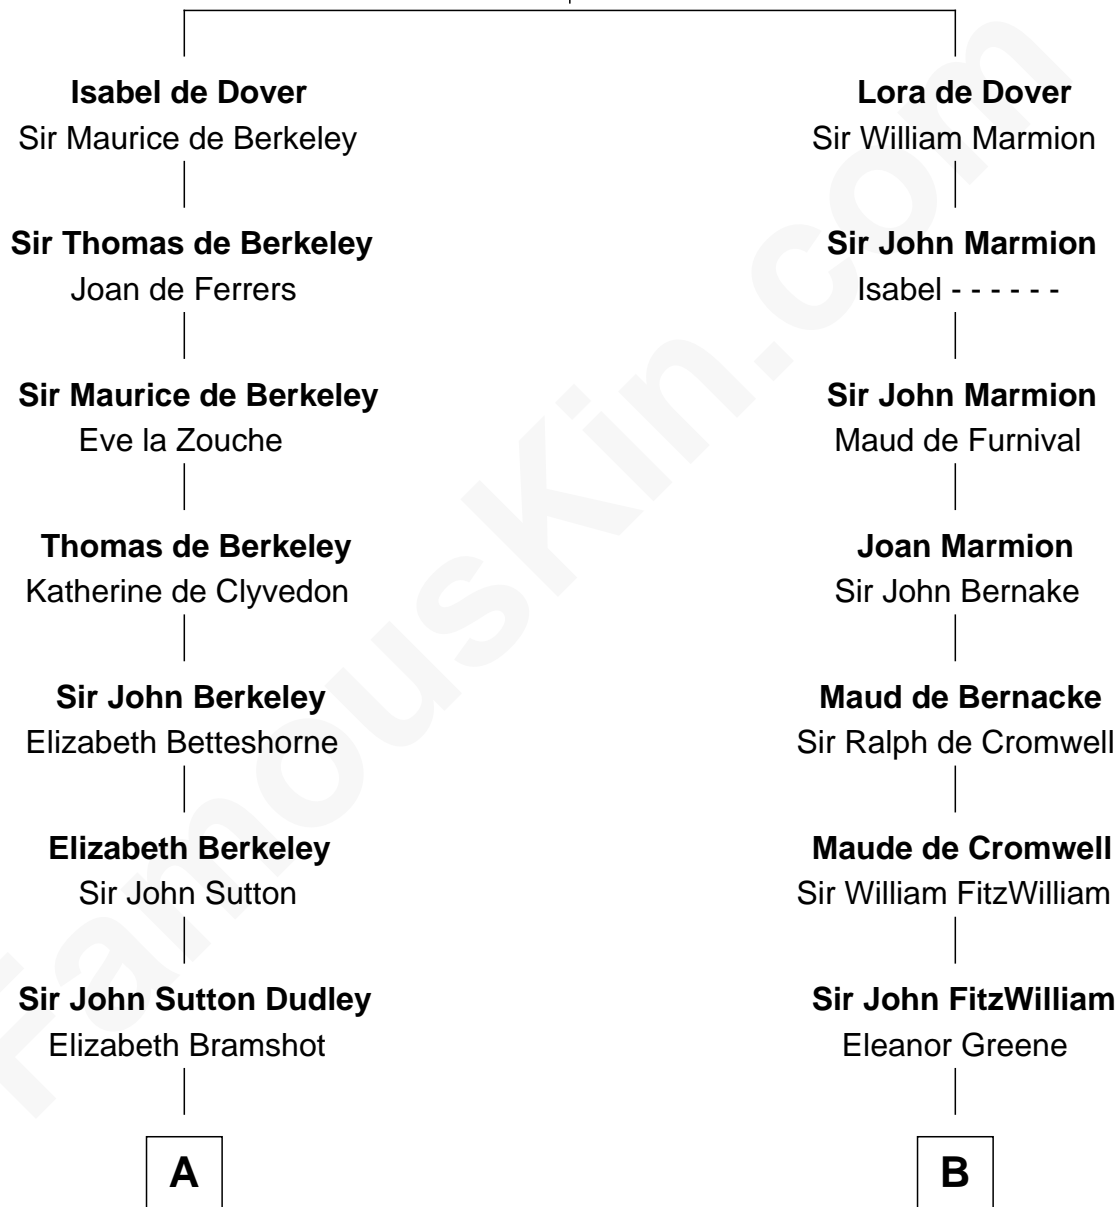 Isabel de Dover
Sir Maurice de Berkeley
Sir Thomas de Berkeley
Joan de Ferrers
Sir Maurice de Berkeley
Eve la Zouche
Thomas de Berkeley
Katherine de Clyvedon
Sir John Berkeley
Elizabeth Betteshorne
Elizabeth Berkeley
Sir John Sutton
Sir John Sutton Dudley
Elizabeth Bramshot
A
Lora de Dover
Sir William Marmion
Sir John Marmion
Isabel - - - - - -
Sir John Marmion
Maud de Furnival
Joan Marmion
Sir John Bernake
Maud de Bernacke
Sir Ralph de Cromwell
Maude de Cromwell
Sir William FitzWilliam
Sir John FitzWilliam
Eleanor Greene
B
FamousKin.com